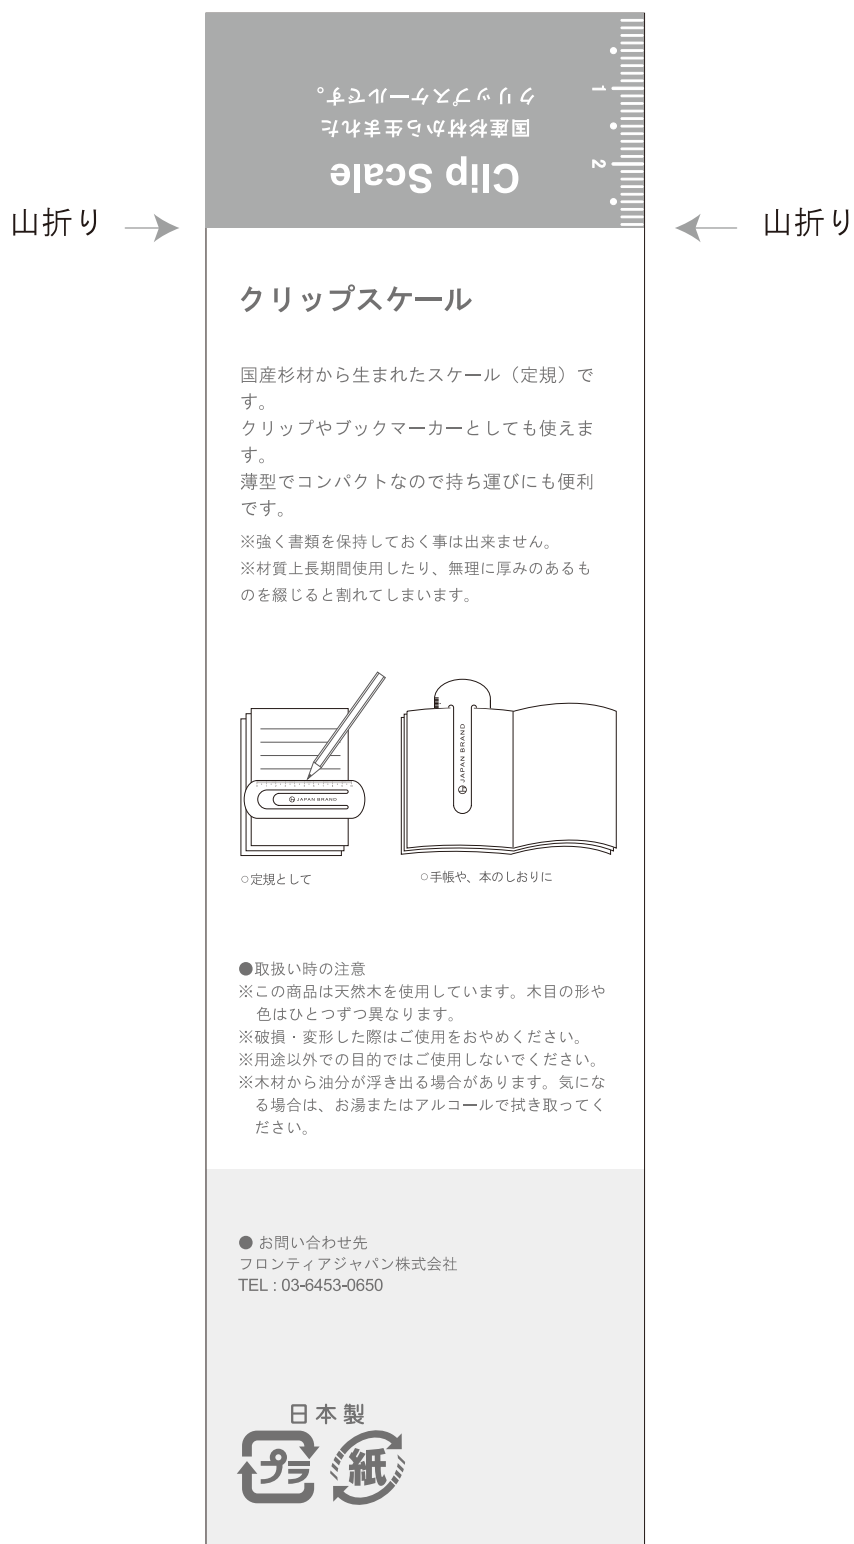 クリップスケールです。
国産杉材から生まれた
Clip Scale
1
2
山折り
山折り
クリップスケール
国産杉材から生まれたスケール（定規）で
す。
クリップやブックマーカーとしても使えま
す。
薄型でコンパクトなので持ち運びにも便利
です。
※強く書類を保持しておく事は出来ません。
※材質上長期間使用したり、無理に厚みのあるも
のを綴じると割れてしまいます。
JAPAN BRAND
JAPAN BRAND
○定規として
○手帳や、本のしおりに
●取扱い時の注意
※この商品は天然木を使用しています。木目の形や
色はひとつずつ異なります。
※破損・変形した際はご使用をおやめください。
※用途以外での目的ではご使用しないでください。
※木材から油分が浮き出る場合があります。気にな
る場合は、お湯またはアルコールで拭き取ってく
ださい。
● お問い合わせ先
フロンティアジャパン株式会社
TEL : 03-6453-0650
日本製
プラ
紙